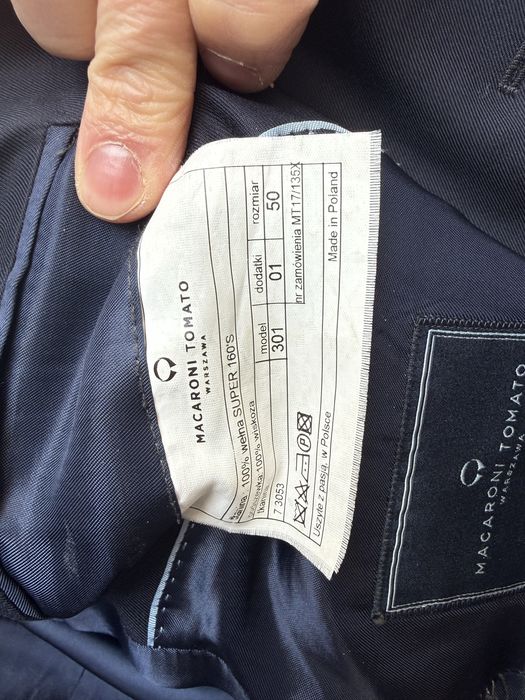 MACARONI TOMATO
WARSZAWA
100% wełna SUPER 160'S
100% wiskoza
model dodatki rozmiar
7 3053 301 01 50
nr zamówienia MT17/135X
Uszyte z pasją, w Polsce Made in Poland
MACARONI TOMATO
WARSZAWA